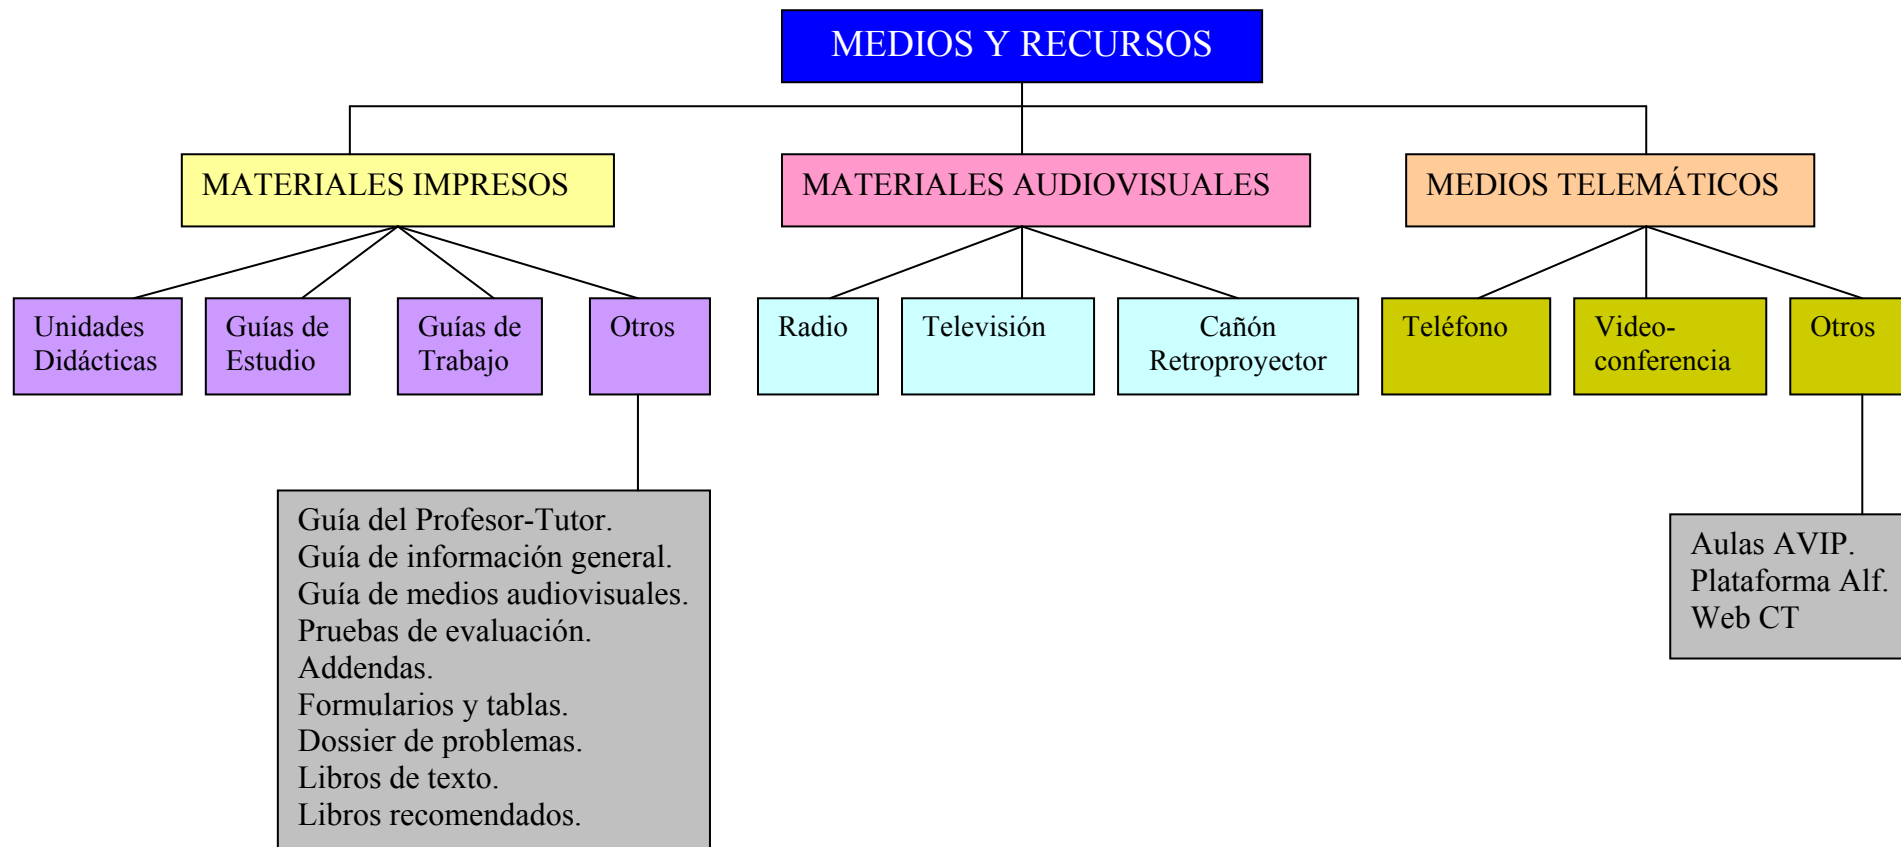 MEDIOS Y RECURSOS
MATERIALES IMPRESOS
MATERIALES AUDIOVISUALES
MEDIOS TELEMÁTICOS
Unidades
Didácticas
Guías de
Estudio
Guías de
Trabajo
Otros
Radio
Televisión
Cañón
Retroproyector
Teléfono
Video-
conferencia
Otros
Guía del Profesor-Tutor.
Guía de información general.
Guía de medios audiovisuales.
Pruebas de evaluación.
Addendas.
Formularios y tablas.
Dossier de problemas.
Libros de texto.
Libros recomendados.
Aulas AVIP.
Plataforma Alf.
Web CT